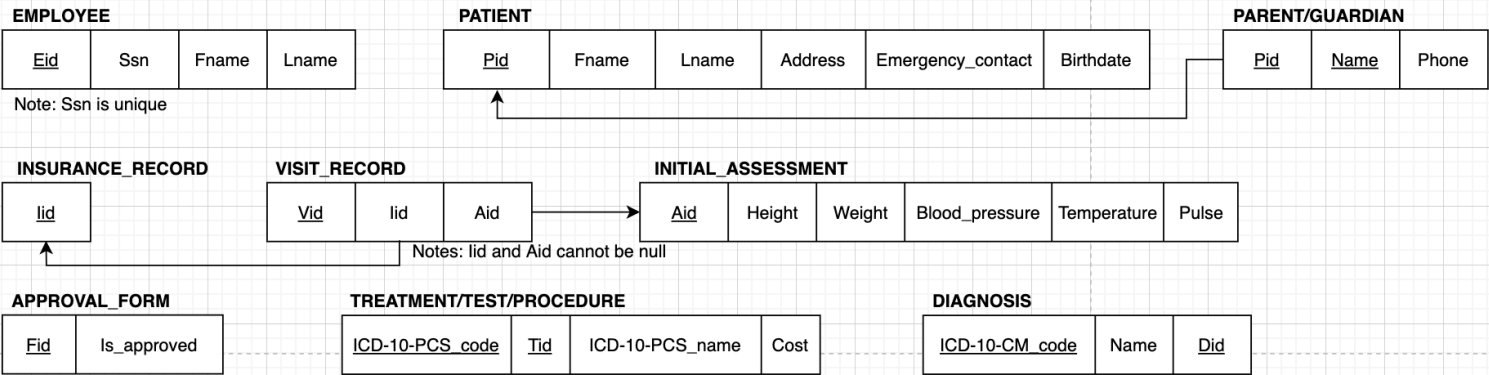 EMPLOYEE PATIENT PARENT/GUARDIAN
Eid Ssn Fname Lname Pid Fname Lname Address Emergency_contact Birthdate Pid Name Phone
Note: Ssn is unique
INSURANCE_RECORD VISIT_RECORD INITIAL_ASSESSMENT
Iid Vid Iid Aid Aid Height Weight Blood_pressure Temperature Pulse
Notes: Iid and Aid cannot be null
APPROVAL_FORM TREATMENT/TEST/PROCEDURE DIAGNOSIS
Fid Is_approved ICD-10-PCS_code Tid ICD-10-PCS_name Cost ICD-10-CM_code Name Did